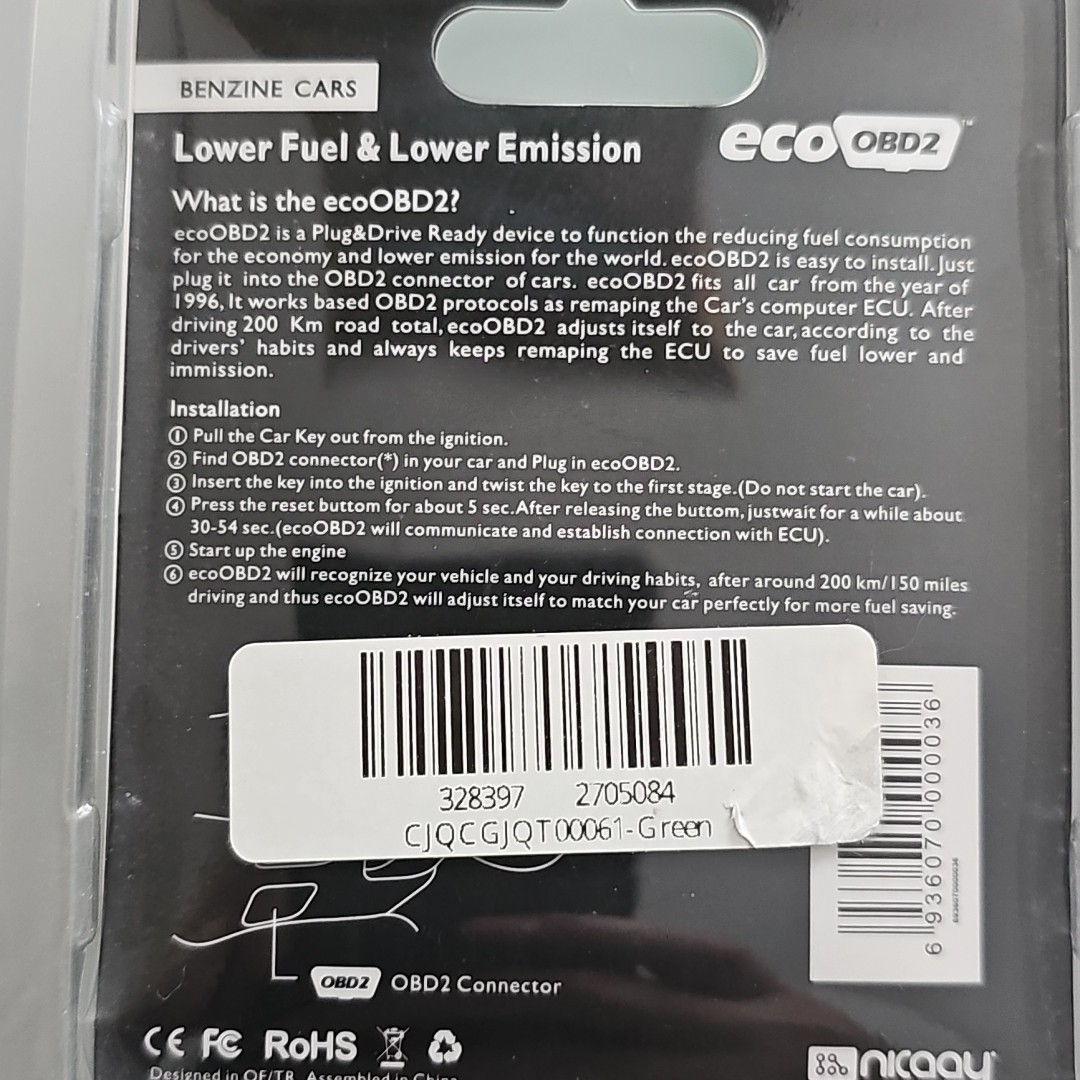 BENZINE CARS
Lower Fuel & Lower Emission
eco OBD2™
What is the ecoOBD2?
ecoOBD2 is a Plug&Drive Ready device to function the reducing fuel consumption
for the economy and lower emission for the world. ecoOBD2 is easy to install. Just
plug it into the OBD2 connector of cars. ecoOBD2 fits all car from the year of
1996, It works based OBD2 protocols as remaping the Car's computer ECU. After
driving 200 Km road total, ecoOBD2 adjusts itself to the car, according to the
drivers' habits and always keeps remaping the ECU to save fuel lower and
immission.
Installation
① Pull the Car Key out from the ignition.
② Find OBD2 connector(*) in your car and Plug in ecoOBD2.
③ Insert the key into the ignition and twist the key to the first stage.(Do not start the car).
④ Press the reset buttom for about 5 sec.After releasing the buttom, justwait for a while about
30-54 sec.(ecoOBD2 will communicate and establish connection with ECU).
⑤ Start up the engine
⑥ ecoOBD2 will recognize your vehicle and your driving habits, after around 200 km/150 miles
driving and thus ecoOBD2 will adjust itself to match your car perfectly for more fuel saving.
328397 2705084
CJQCGJQT00061-Green
6 936070 000036
6936070000036
OBD2 OBD2 Connector
CE FC RoHS
Designed in OE/TR Assembled in China
nicaau